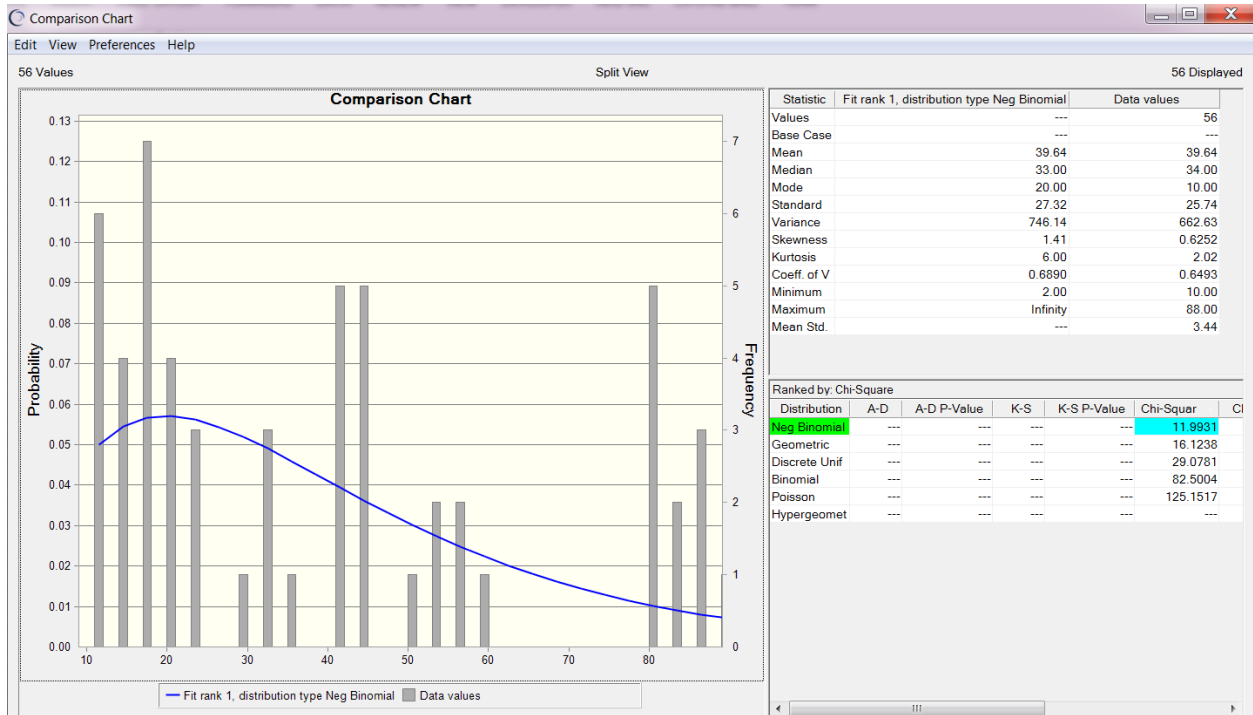 Comparison Chart
Edit View Preferences Help
56 Values Split View 56 Displayed
Comparison Chart
Probability
0.13
0.12
0.11
0.10
0.09
0.08
0.07
0.06
0.05
0.04
0.03
0.02
0.01
0.00
10 20 30 40 50 60 70 80
7
6
5
4
3
2
1
0
Frequency
Fit rank 1, distribution type Neg Binomial Data values
Statistic Fit rank 1, distribution type Neg Binomial Data values
Values --- 56
Base Case --- ---
Mean 39.64 39.64
Median 33.00 34.00
Mode 20.00 10.00
Standard 27.32 25.74
Variance 746.14 662.63
Skewness 1.41 0.6252
Kurtosis 6.00 2.02
Coeff. of V 0.6890 0.6493
Minimum 2.00 10.00
Maximum Infinity 88.00
Mean Std. --- 3.44
Ranked by: Chi-Square
Distribution A-D A-D P-Value K-S K-S P-Value Chi-Squar Cl
Neg Binomial --- --- --- --- 11.9931
Geometric --- --- --- --- 16.1238
Discrete Unif --- --- --- --- 29.0781
Binomial --- --- --- --- 82.5004
Poisson --- --- --- --- 125.1517
Hypergeomet --- --- --- --- ---